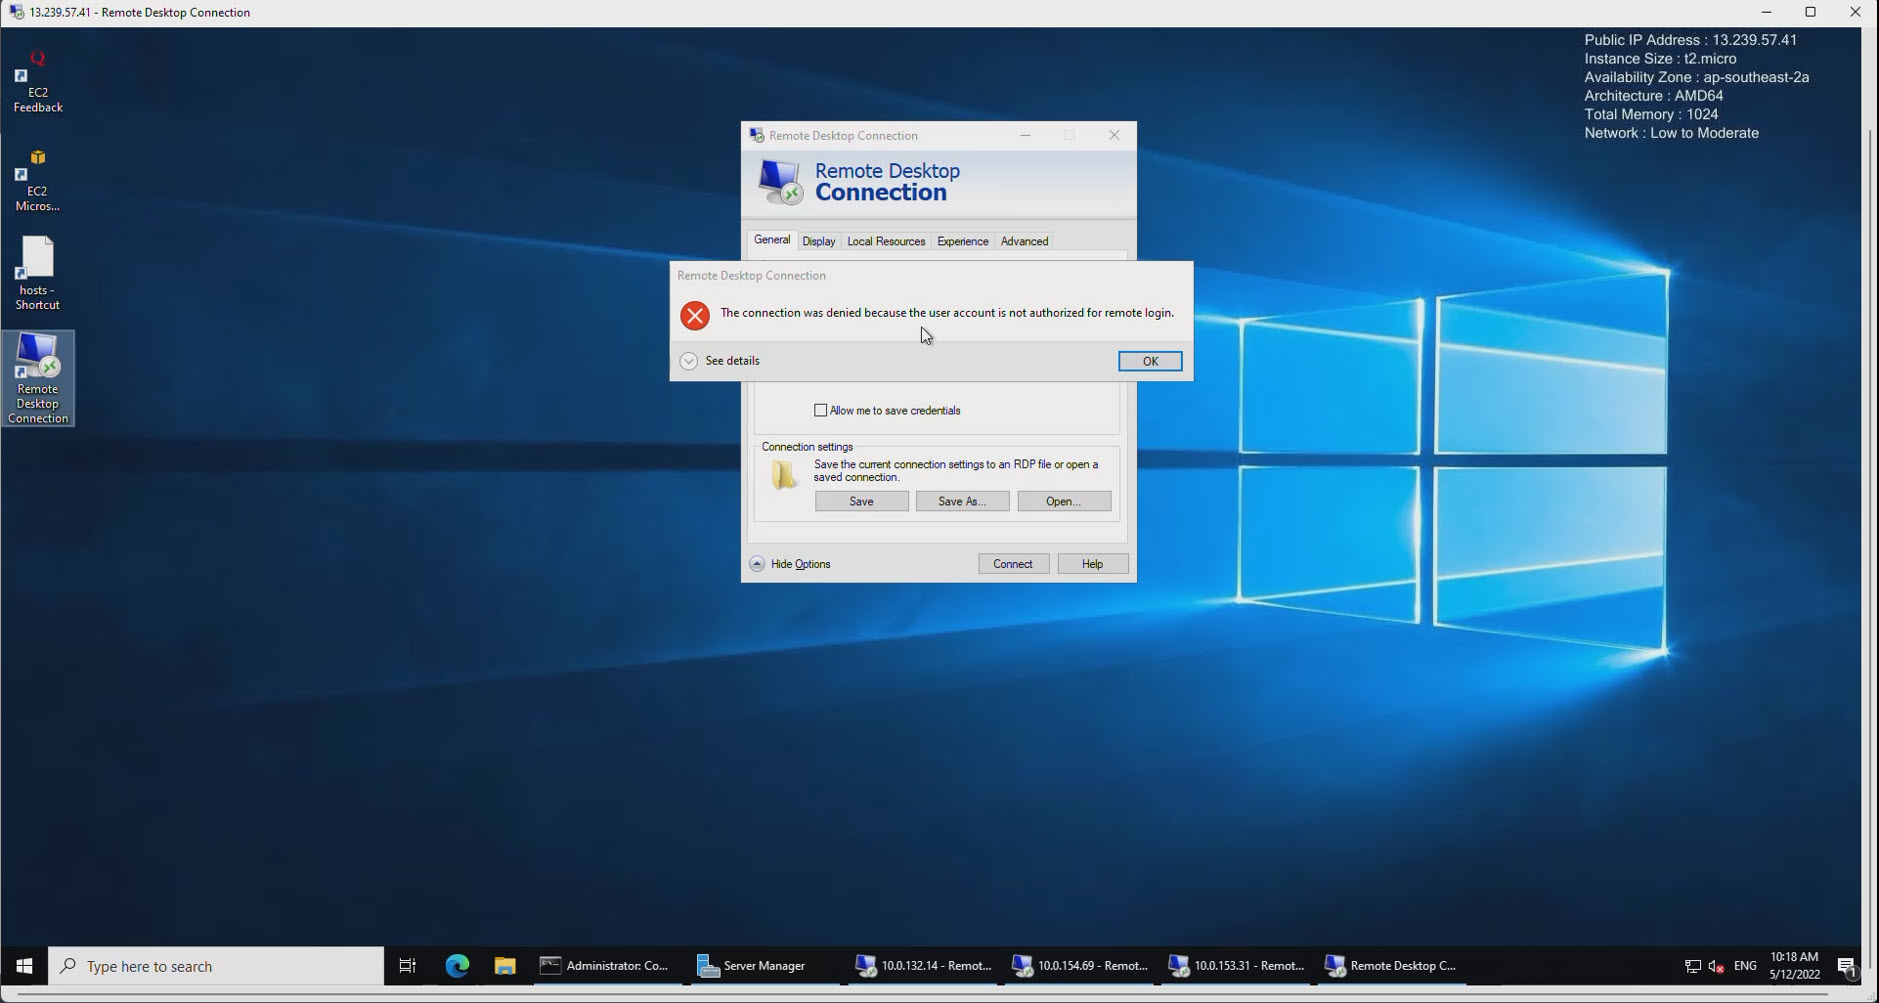 13.239.57.41 - Remote Desktop Connection
Public IP Address : 13.239.57.41
Instance Size : t2.micro
Availability Zone : ap-southeast-2a
Architecture : AMD64
Total Memory : 1024
Network : Low to Moderate
EC2
Feedback
EC2
Micros...
hosts -
Shortcut
Remote
Desktop
Connection
Remote Desktop Connection
Remote Desktop
Connection
General Display Local Resources Experience Advanced
Remote Desktop Connection
The connection was denied because the user account is not authorized for remote login.
See details
OK
Allow me to save credentials
Connection settings
Save the current connection settings to an RDP file or open a
saved connection.
Save Save As... Open...
Hide Options Connect Help
Type here to search
Administrator: Co...
Server Manager
10.0.132.14 - Remot...
10.0.154.69 - Remot...
10.0.153.31 - Remot...
Remote Desktop C...
ENG
10:18 AM
5/12/2022
1